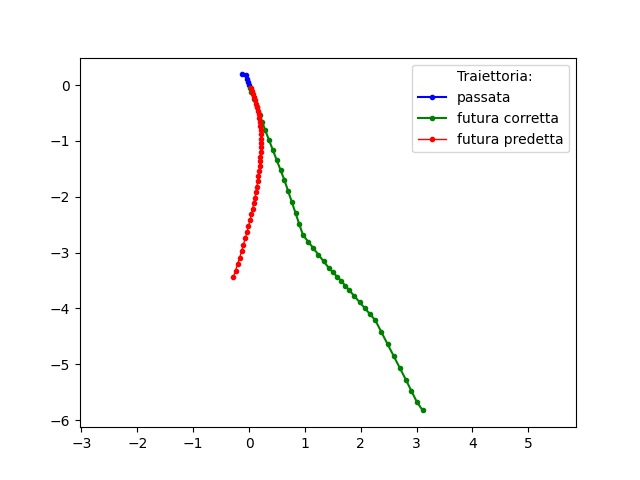 Traiettoria:
passata
futura corretta
futura predetta
0
−1
−2
−3
−4
−5
−6
−3 −2 −1 0 1 2 3 4 5